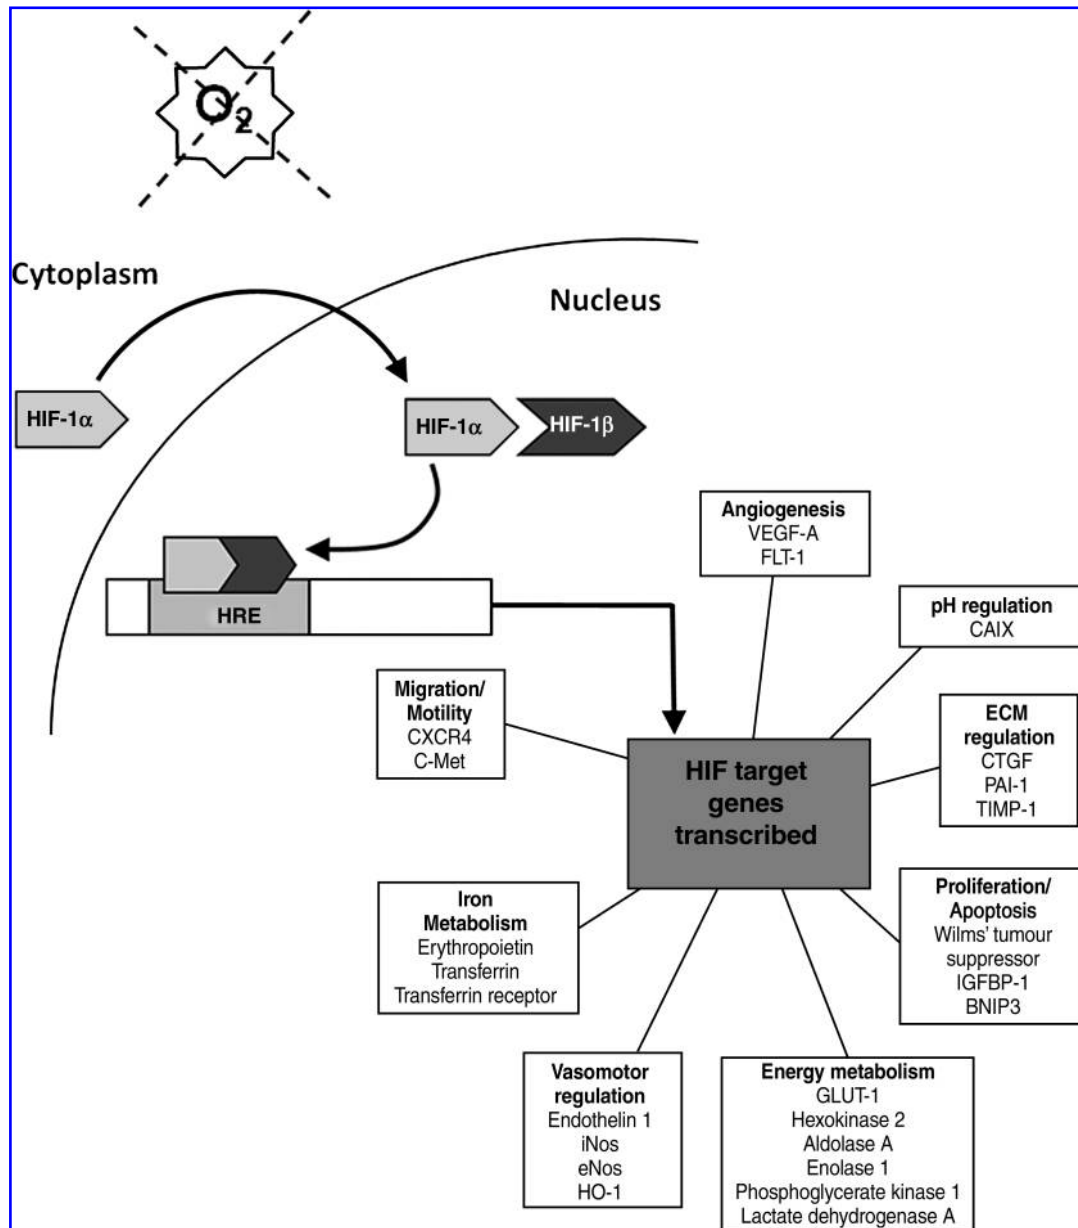 O2
Cytoplasm
Nucleus
HIF-1α
HIF-1α
HIF-1β
HRE
Angiogenesis
VEGF-A
FLT-1
pH regulation
CAIX
Migration/
Motility
CXCR4
C-Met
ECM
regulation
CTGF
PAI-1
TIMP-1
HIF target
genes
transcribed
Iron
Metabolism
Erythropoietin
Transferrin
Transferrin receptor
Proliferation/
Apoptosis
Wilms' tumour
suppressor
IGFBP-1
BNIP3
Vasomotor
regulation
Endothelin 1
iNos
eNos
HO-1
Energy metabolism
GLUT-1
Hexokinase 2
Aldolase A
Enolase 1
Phosphoglycerate kinase 1
Lactate dehydrogenase A